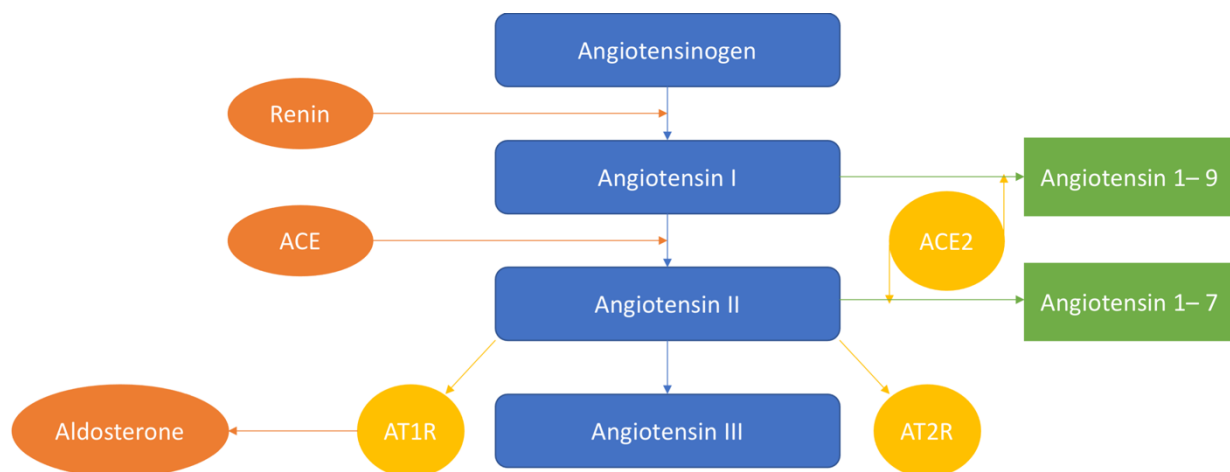 Angiotensinogen
Renin
Angiotensin I
Angiotensin 1– 9
ACE
ACE2
Angiotensin II
Angiotensin 1– 7
Aldosterone
AT1R
Angiotensin III
AT2R